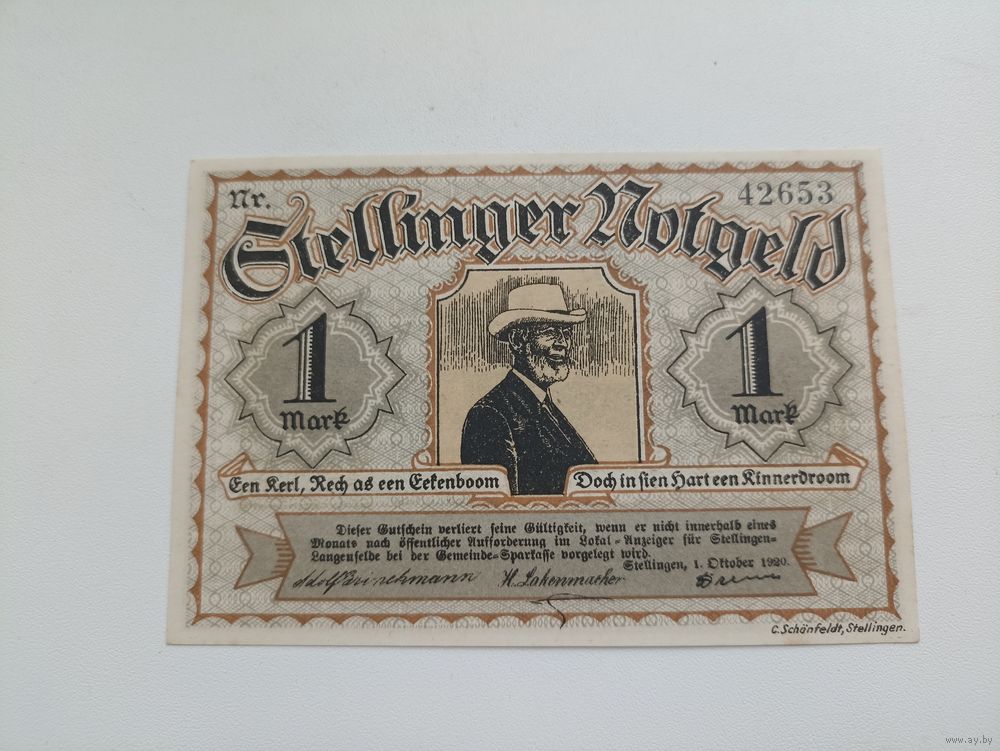 Nr. 42653
Stellinger Notgeld
1 Mark
1 Mark
Een Kerl, Rech as een Eekenboom
Doch in sien Hart een Kinnerdroom
Dieser Gutschein verliert seine Gültigkeit, wenn er nicht innerhalb eines
Monats nach öffentlicher Aufforderung im Lokal-Anzeiger für Stellingen-
Langenfelde bei der Gemeinde-Sparkasse vorgelegt wird.
Stellingen, 1. Oktober 1920.
H. Lakenmacher
C. Schönfeldt, Stellingen.
www.ay.by